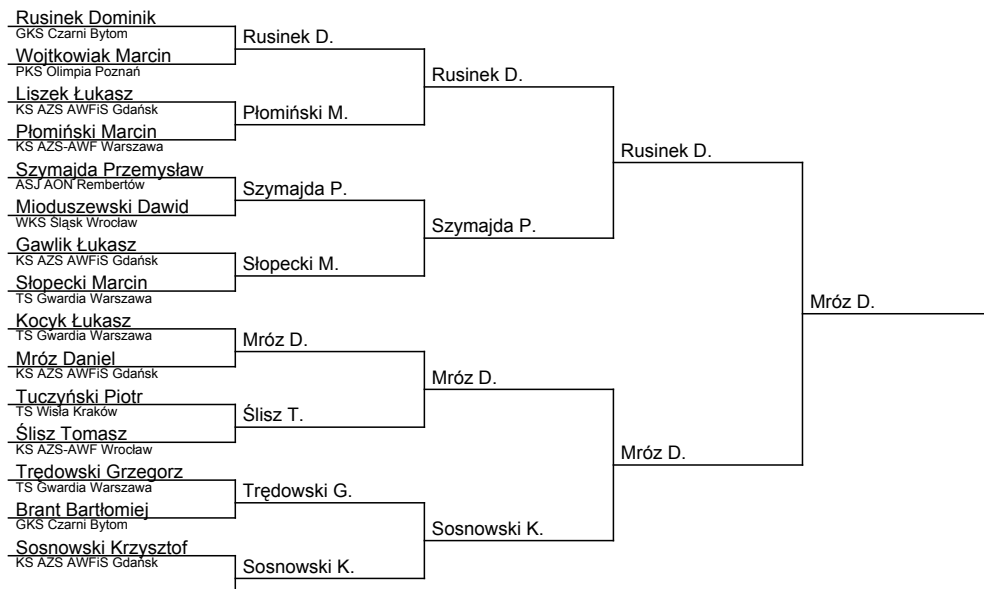 Rusinek Dominik
GKS Czarni Bytom
Wojtkowiak Marcin
PKS Olimpia Poznań
Liszek Łukasz
KS AZS AWFiS Gdańsk
Płomiński Marcin
KS AZS-AWF Warszawa
Szymajda Przemysław
ASJ AON Rembertów
Mioduszewski Dawid
WKS Śląsk Wrocław
Gawlik Łukasz
KS AZS AWFiS Gdańsk
Słopecki Marcin
TS Gwardia Warszawa
Kocyk Łukasz
TS Gwardia Warszawa
Mróz Daniel
KS AZS AWFiS Gdańsk
Tuczyński Piotr
TS Wisła Kraków
Ślisz Tomasz
KS AZS-AWF Wrocław
Trędowski Grzegorz
TS Gwardia Warszawa
Brant Bartłomiej
GKS Czarni Bytom
Sosnowski Krzysztof
KS AZS AWFiS Gdańsk
Rusinek D.
Płomiński M.
Szymajda P.
Słopecki M.
Mróz D.
Ślisz T.
Trędowski G.
Sosnowski K.
Rusinek D.
Szymajda P.
Mróz D.
Sosnowski K.
Rusinek D.
Mróz D.
Mróz D.